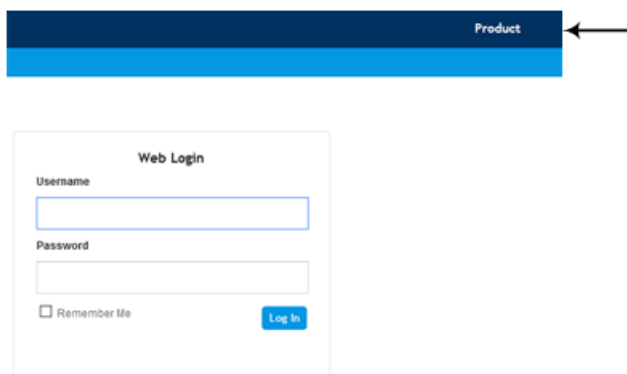 Product
Web Login
Username
Password
Remember Me
Log In